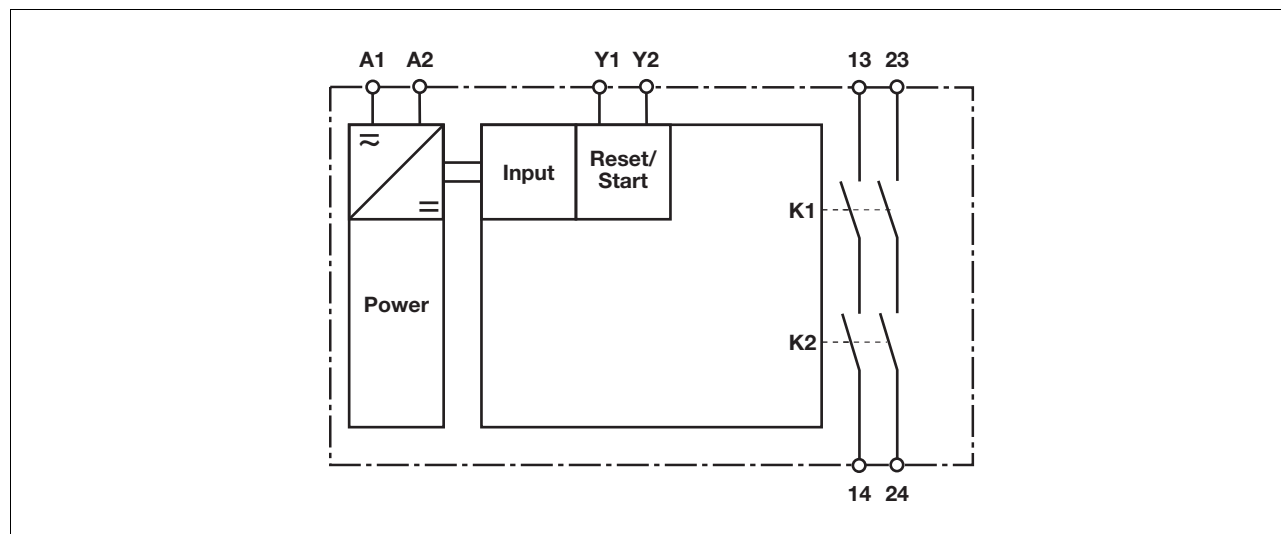 A1 A2 Y1 Y2 13 23
Input
Reset/
Start
K1
Power
K2
14 24